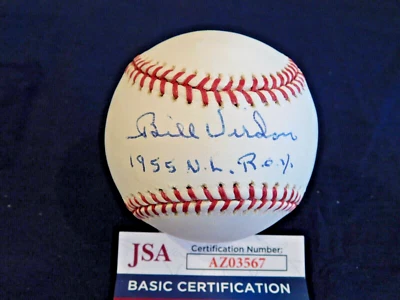 Bill Virdon
1955 N.L. R.O.Y.
JSA
Certification Number:
AZ03567
BASIC CERTIFICATION